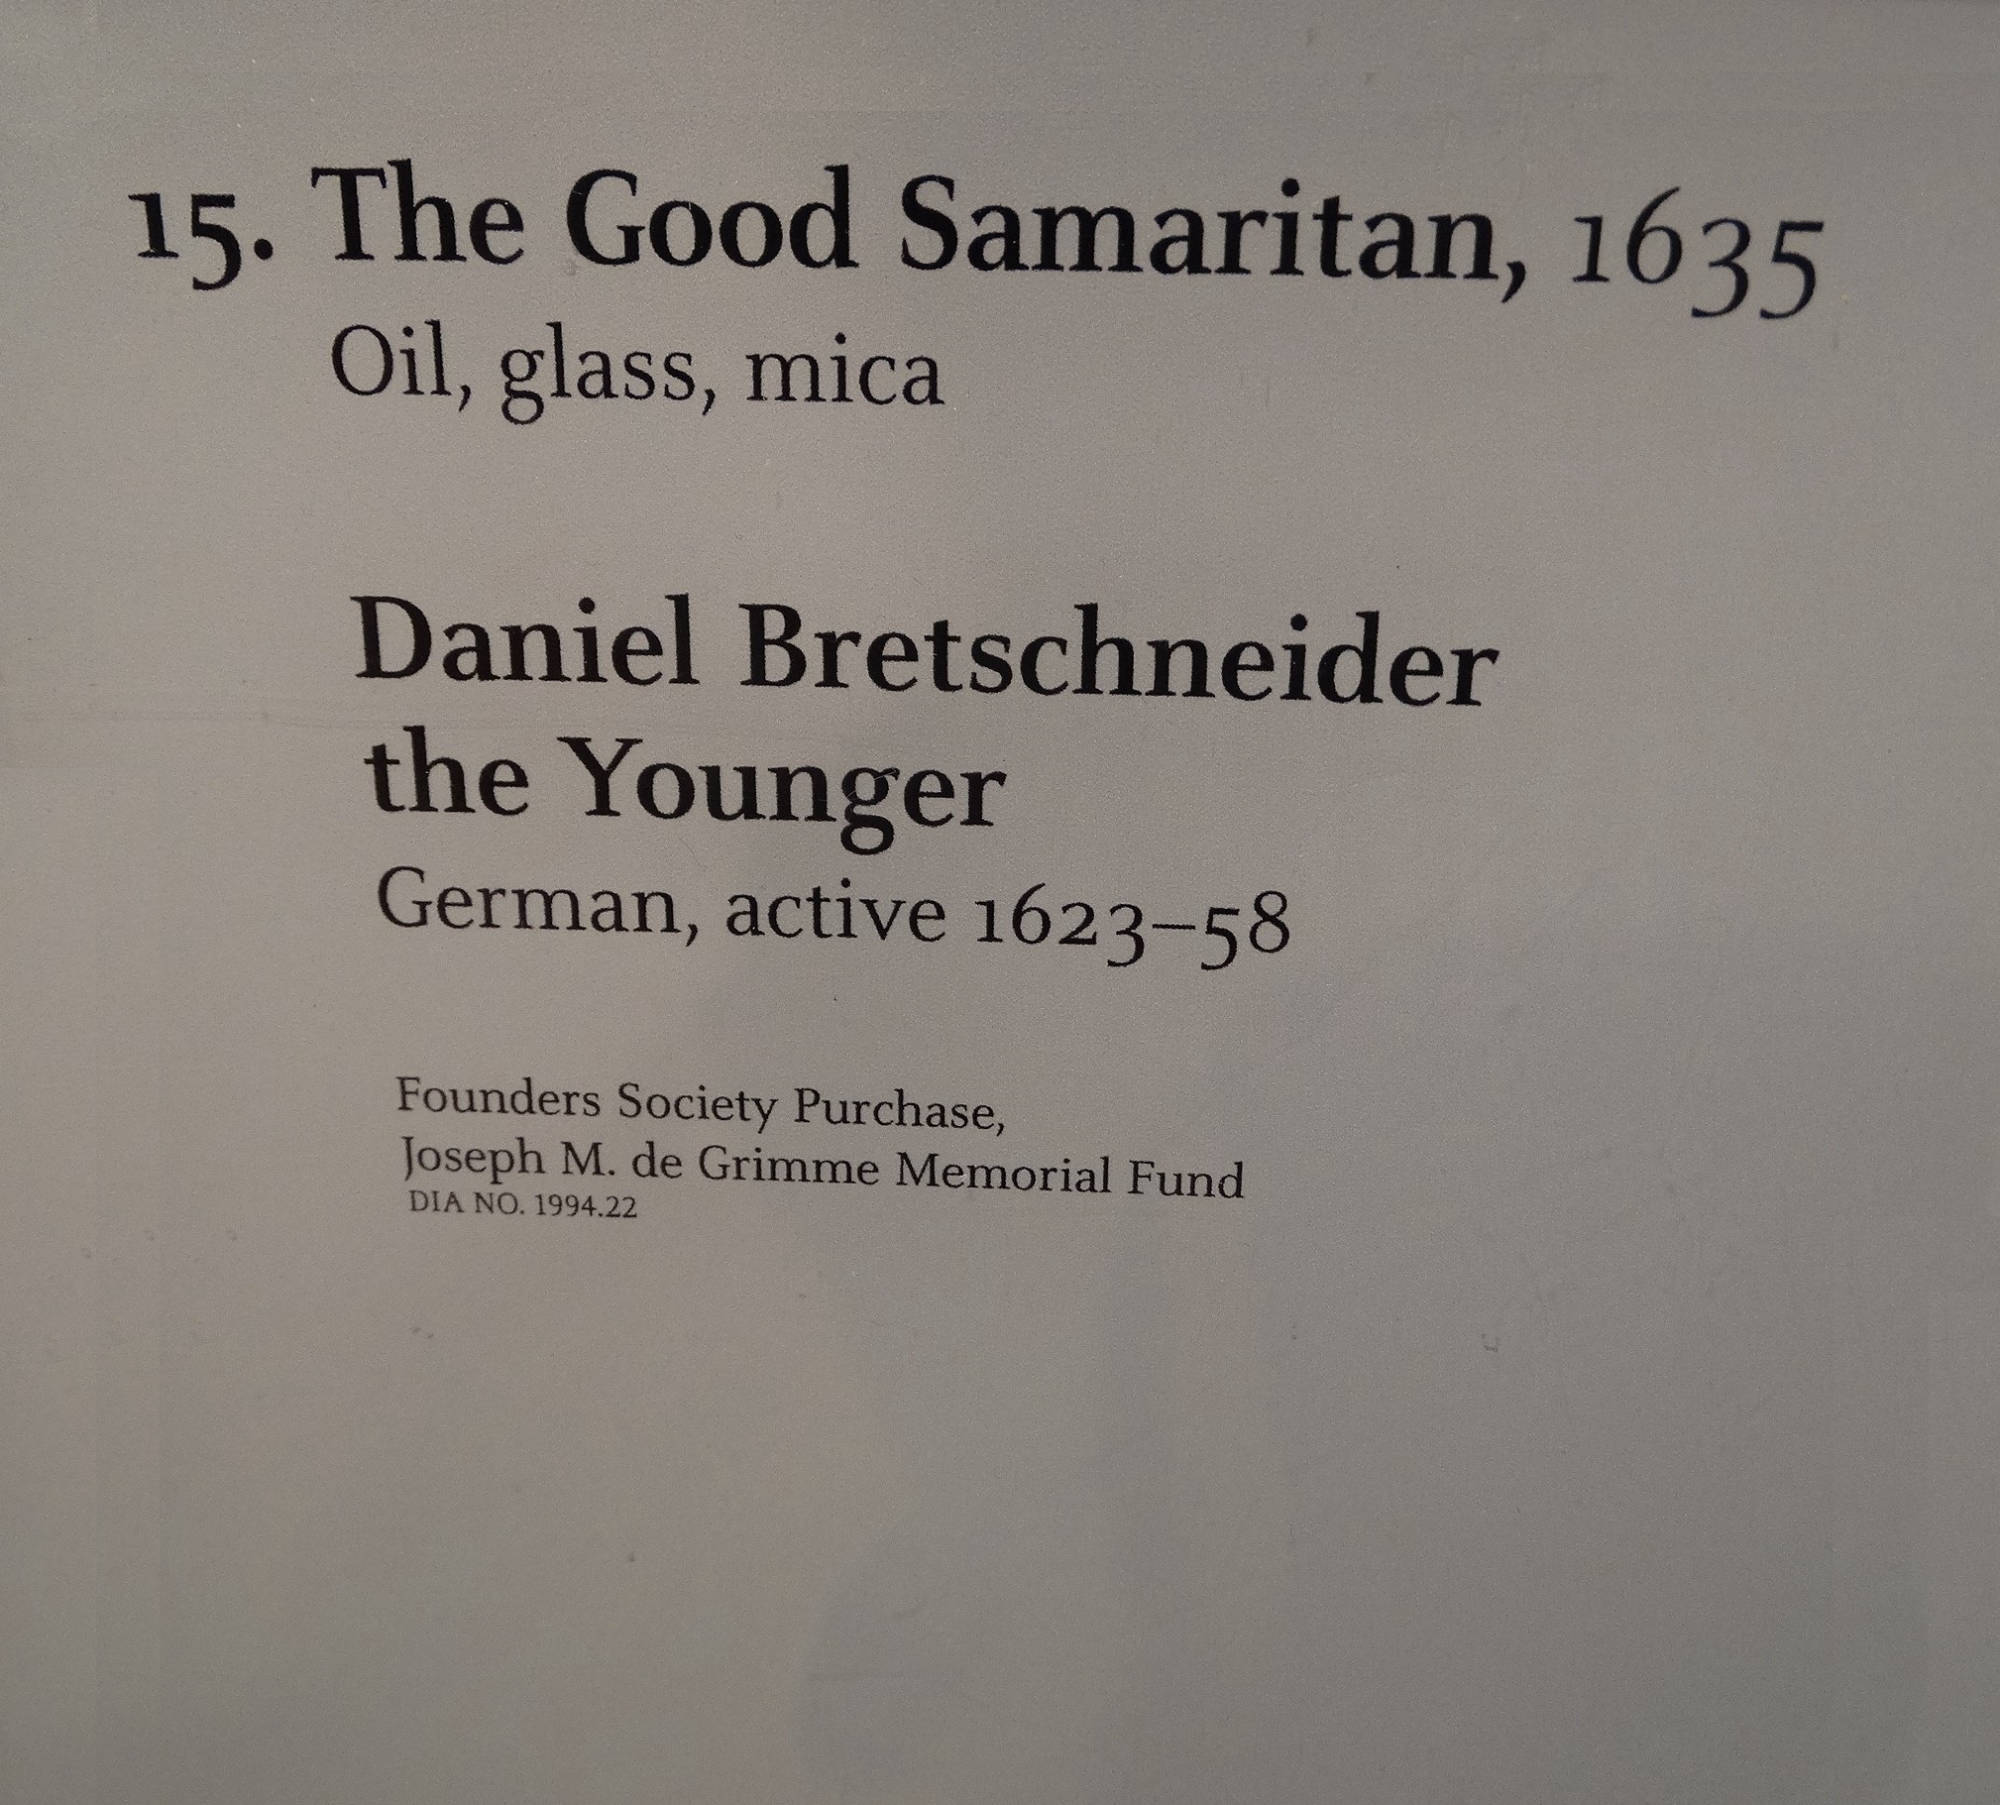 15. The Good Samaritan, 1635
Oil, glass, mica
Daniel Bretschneider
the Younger
German, active 1623–58
Founders Society Purchase,
Joseph M. de Grimme Memorial Fund
DIA NO. 1994.22